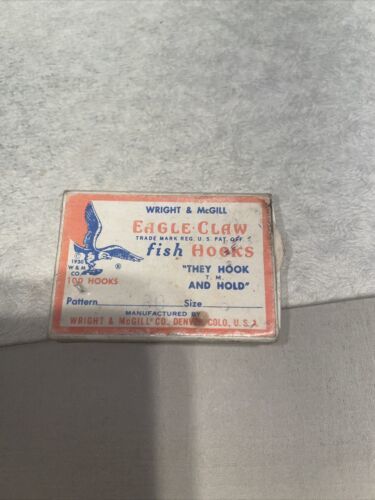 WRIGHT & McGILL
EAGLE CLAW
TRADE MARK REG. U.S. PAT. OFF.
fish HOOKS
"THEY HOOK
T. M.
AND HOLD"
© 1930
W & M
CO.
®
100 HOOKS
Pattern Size
MANUFACTURED BY
WRIGHT & McGILL CO., DENVER, COLO., U.S.A.